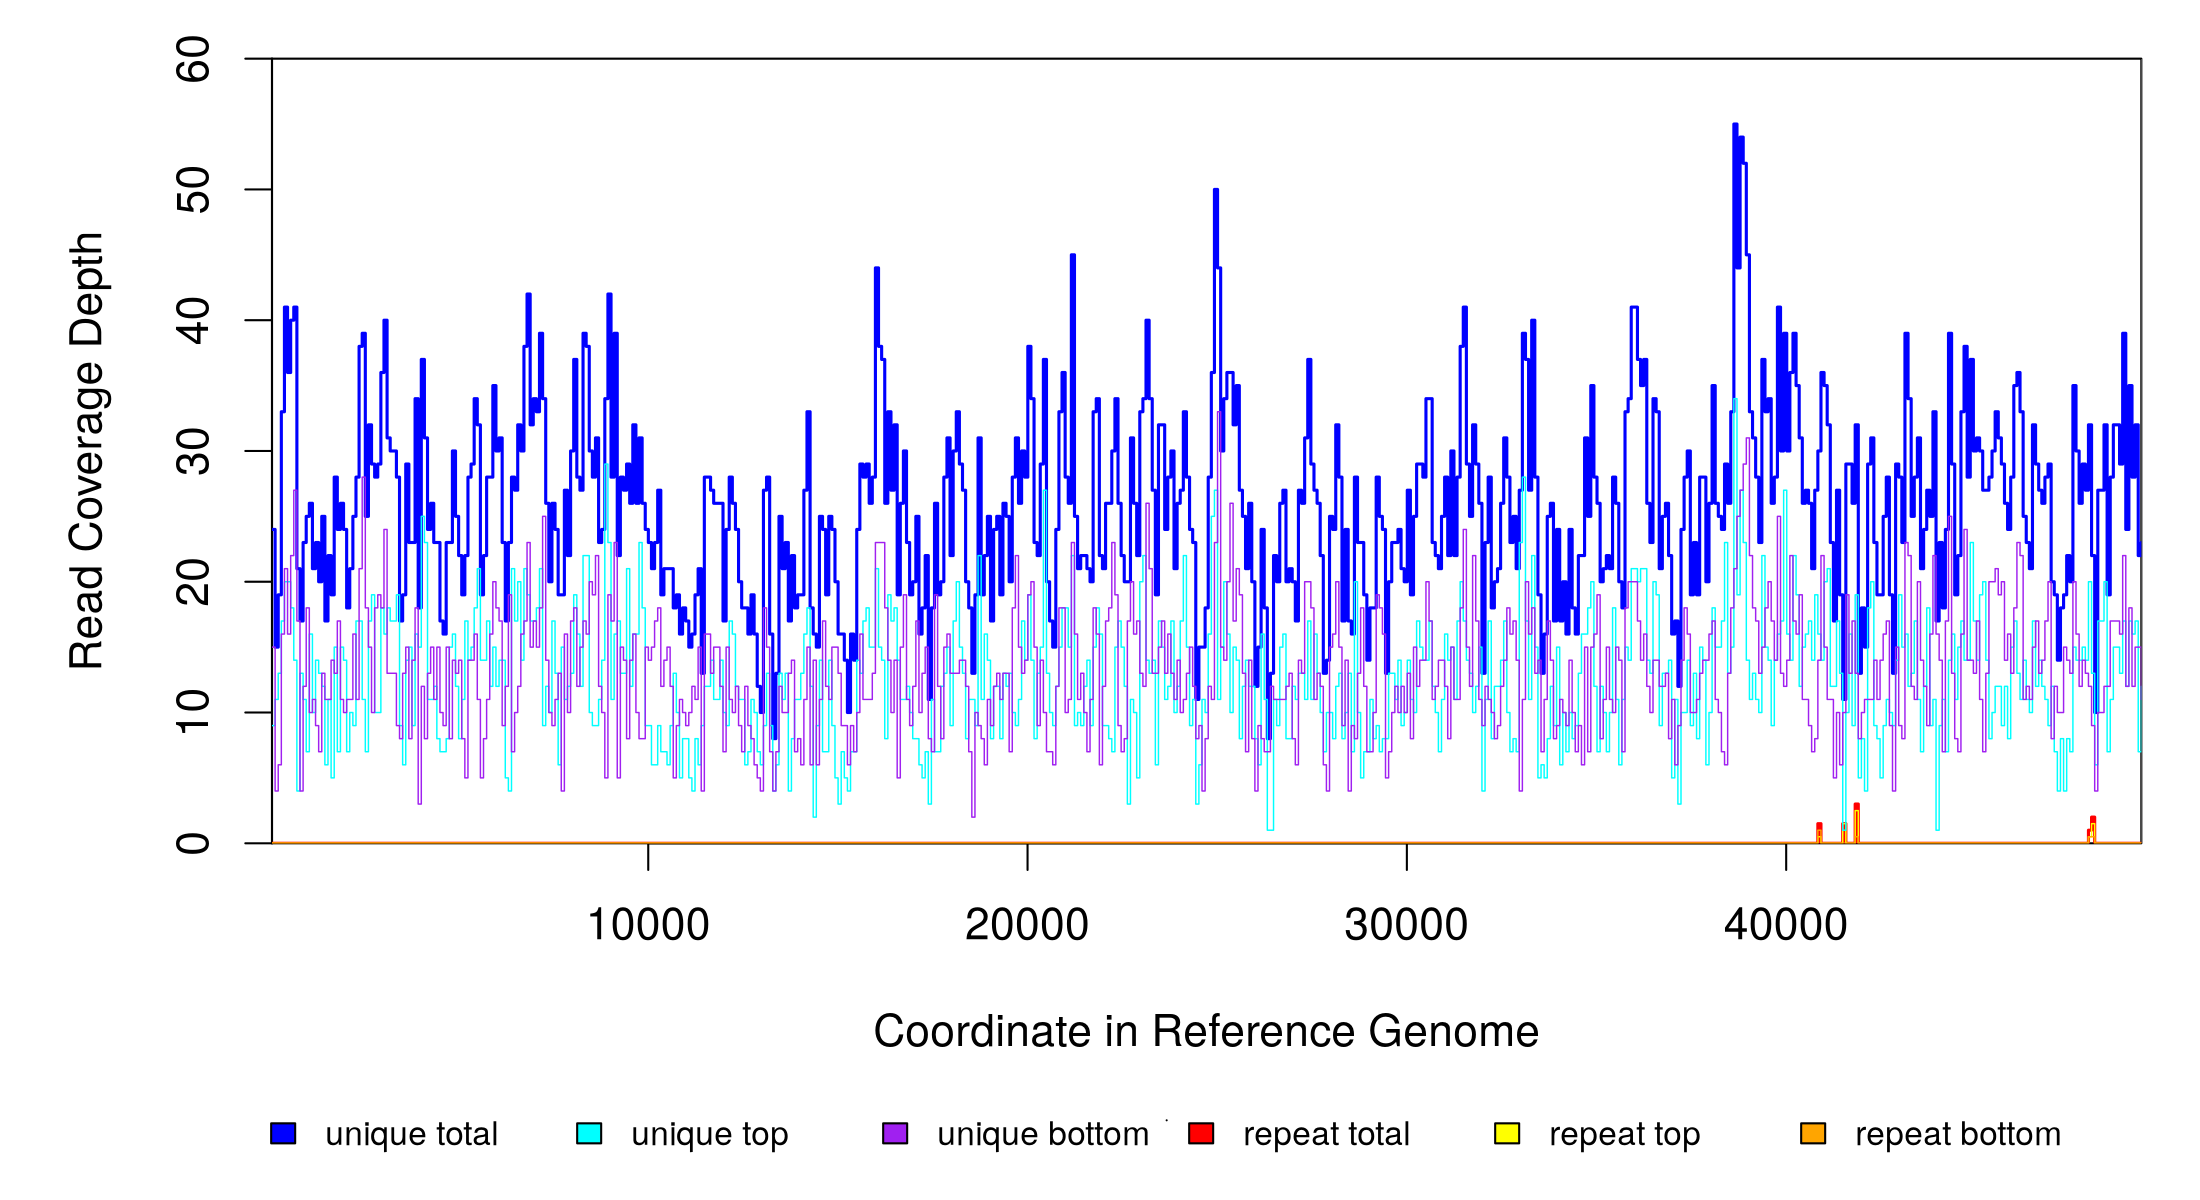 60
50
40
30
20
10
0
Read Coverage Depth
10000 20000 30000 40000
Coordinate in Reference Genome
unique total unique top unique bottom repeat total repeat top repeat bottom